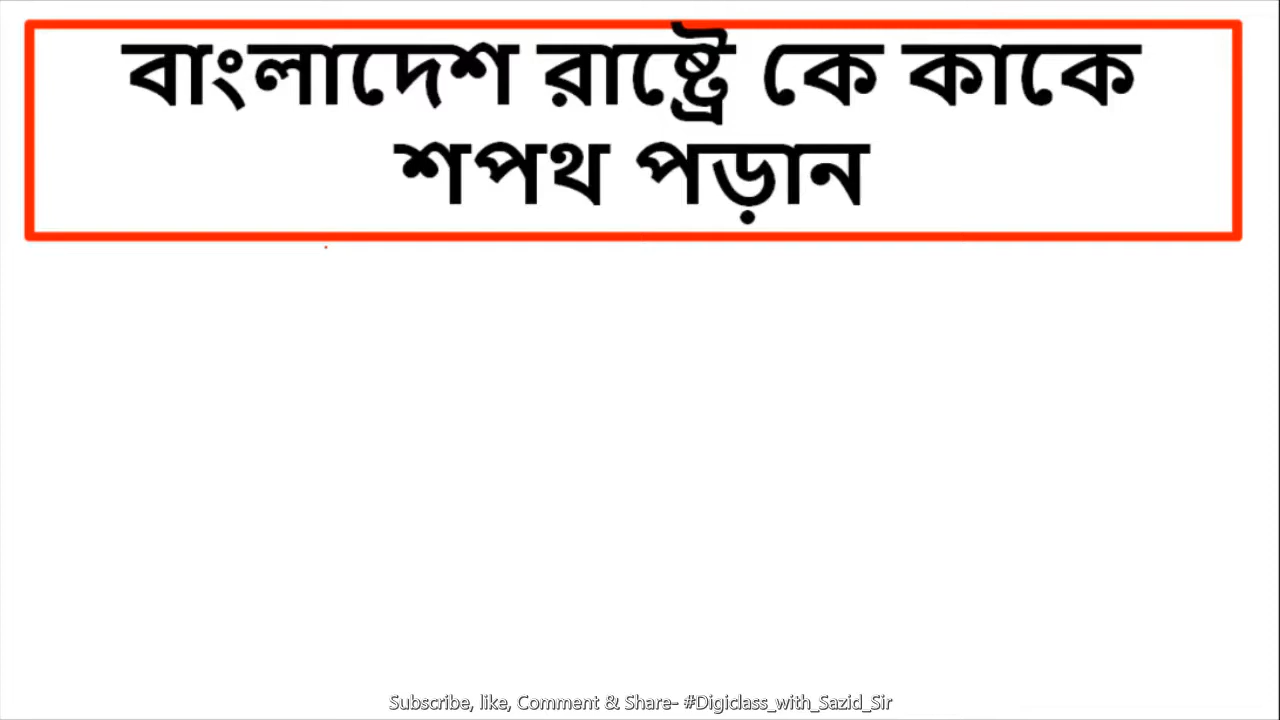 বাংলাদেশ রাষ্ট্রে কে কাকে
শপথ পড়ান
Subscribe, like, Comment & Share- #Digiclass_with_Sazid_Sir